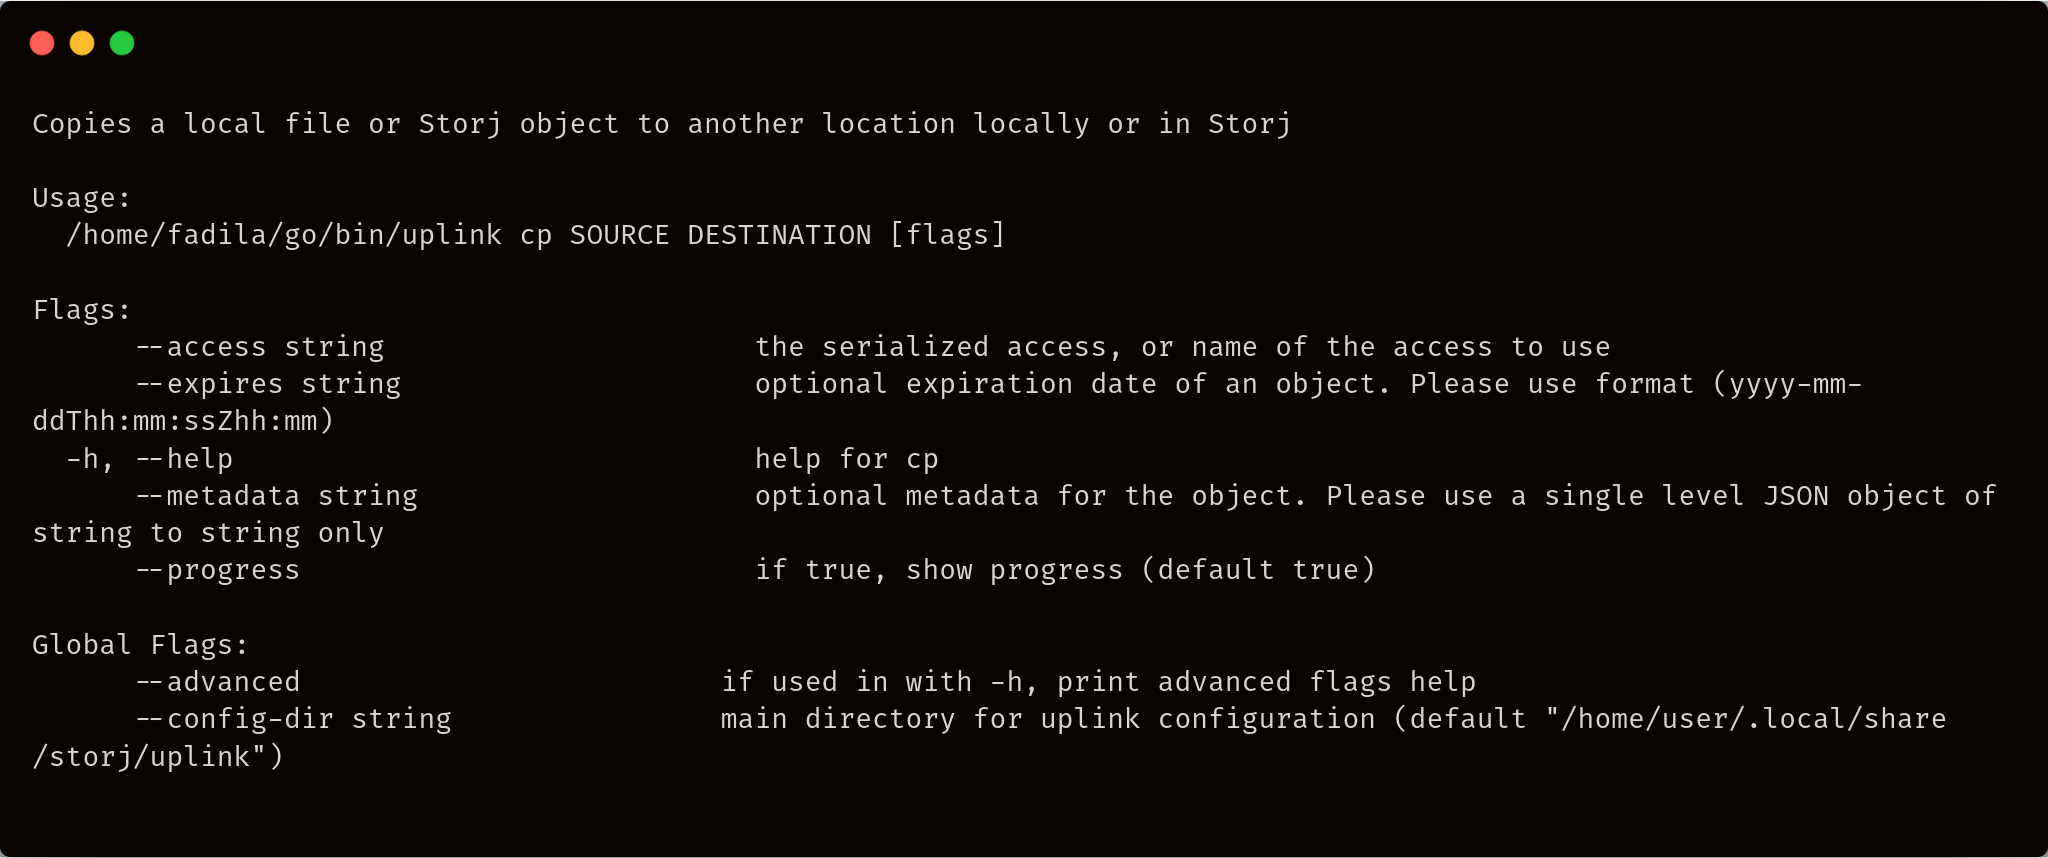 Copies a local file or Storj object to another location locally or in Storj
Usage:
/home/fadila/go/bin/uplink cp SOURCE DESTINATION [flags]
Flags:
--access string the serialized access, or name of the access to use
--expires string optional expiration date of an object. Please use format (yyyy-mm-
ddThh:mm:ssZhh:mm)
-h, --help help for cp
--metadata string optional metadata for the object. Please use a single level JSON object of
string to string only
--progress if true, show progress (default true)
Global Flags:
--advanced if used in with -h, print advanced flags help
--config-dir string main directory for uplink configuration (default "/home/user/.local/share
/storj/uplink")